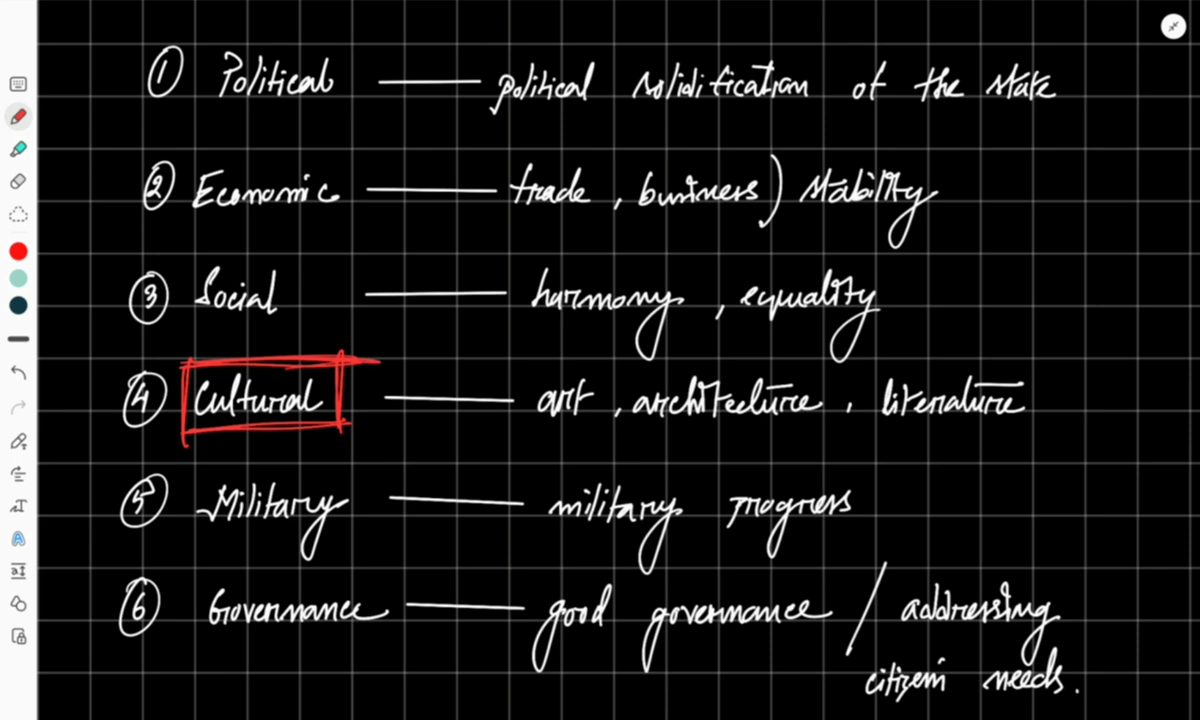 ① Political — political solidification of the state
② Economic — trade, business) stability
③ Social — harmony, equality
④ Cultural — art, architecture, literature
⑤ Military — military progress
⑥ Governance — good governance / addressing
citizen needs.